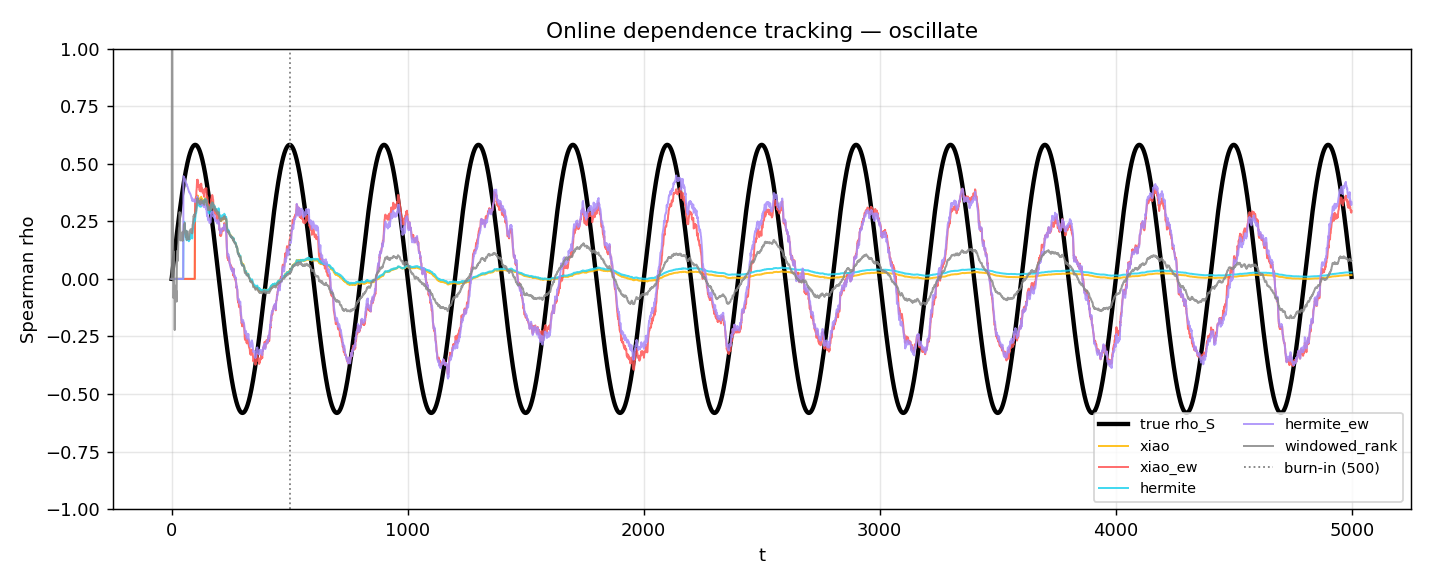 Online dependence tracking — oscillate
1.00
0.75
0.50
0.25
0.00
−0.25
−0.50
−0.75
−1.00
Spearman rho
0
1000
2000
3000
4000
5000
t
true rho_S
xiao
xiao_ew
hermite
hermite_ew
windowed_rank
burn-in (500)